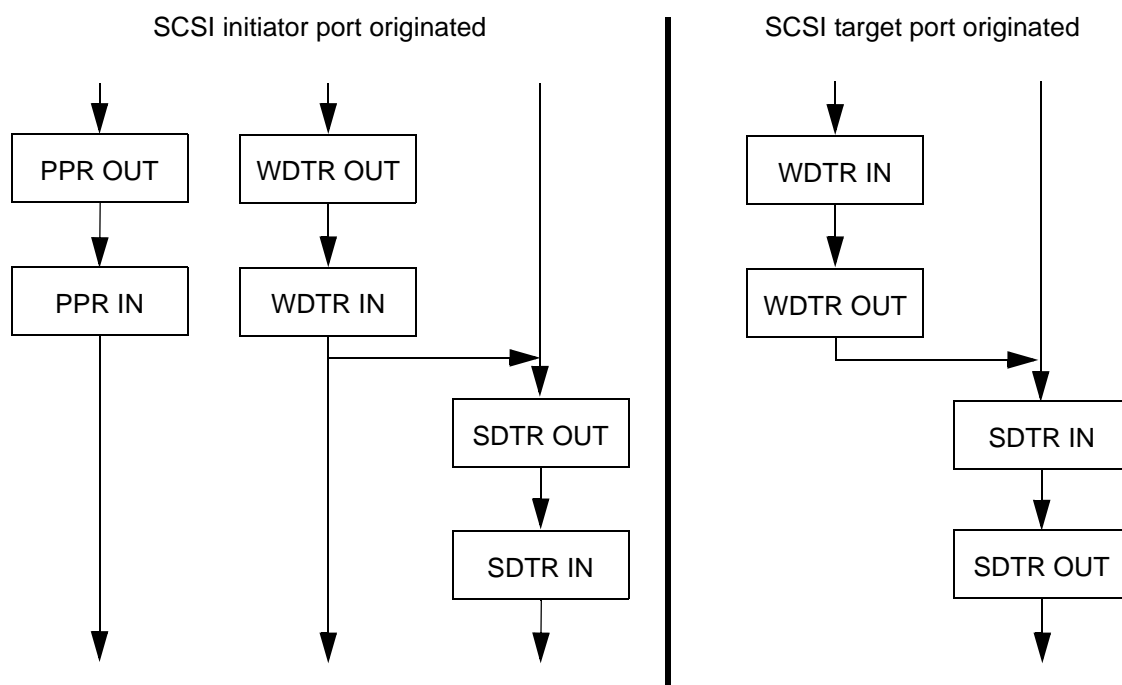 SCSI initiator port originated
PPR OUT
PPR IN
WDTR OUT
WDTR IN
SDTR OUT
SDTR IN
SCSI target port originated
WDTR IN
WDTR OUT
SDTR IN
SDTR OUT